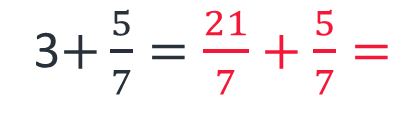 3+5/7 = 21/7 + 5/7 =